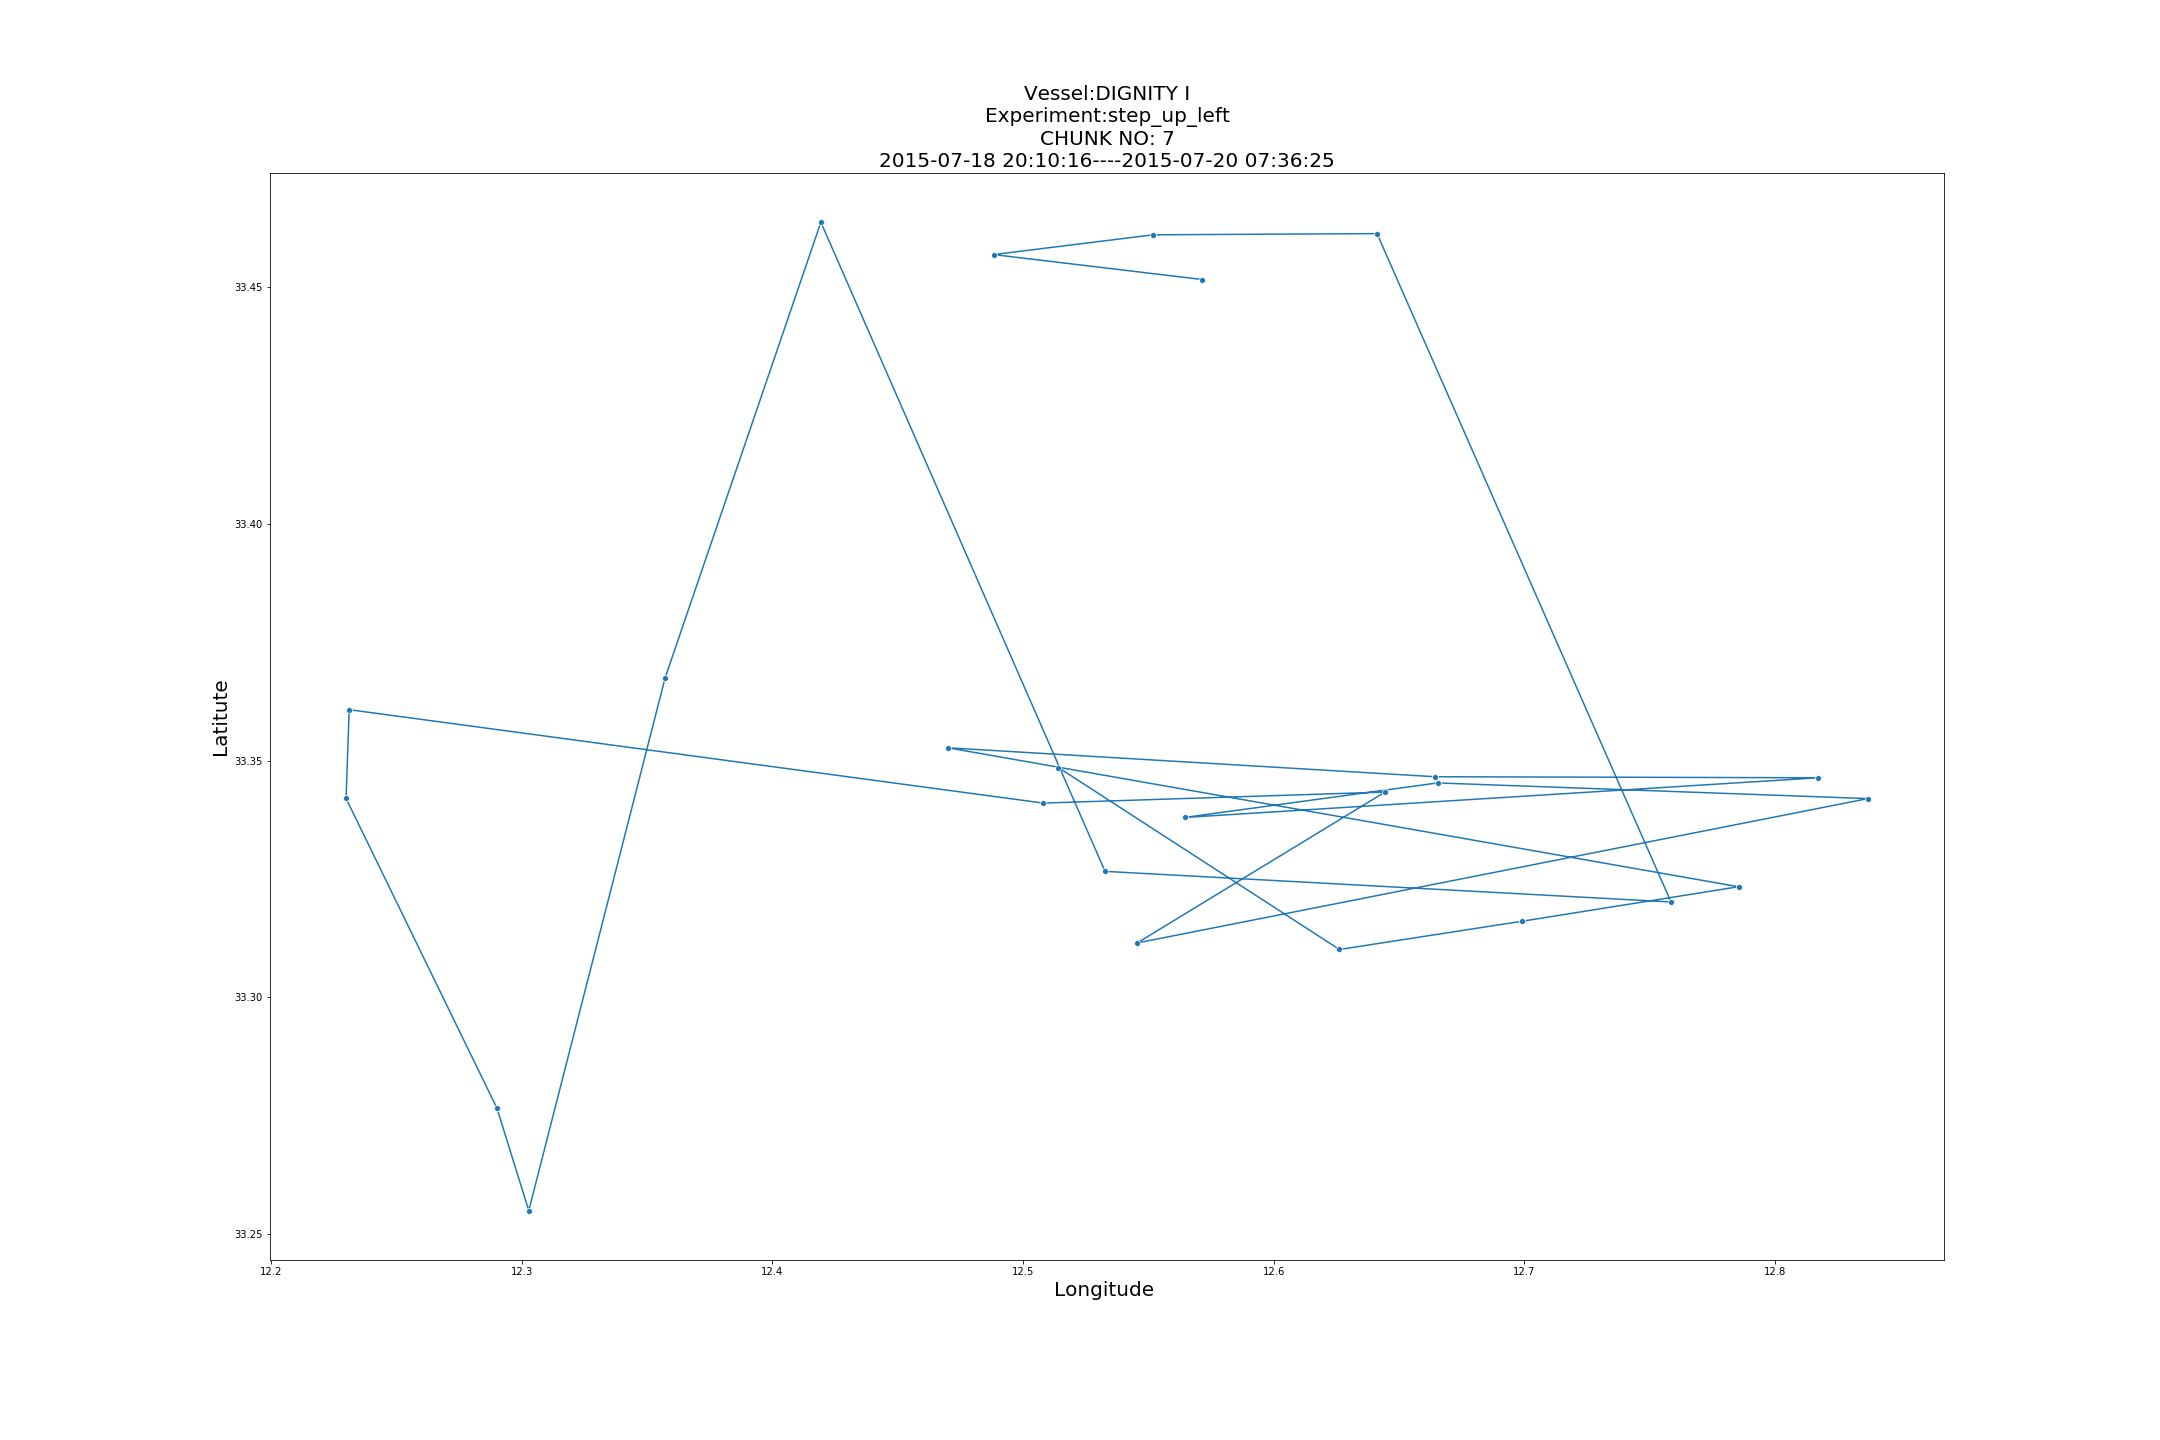 Vessel:DIGNITY I
Experiment:step_up_left
CHUNK NO: 7
2015-07-18 20:10:16----2015-07-20 07:36:25
33.45
33.40
33.35
33.30
33.25
Latitute
12.2 12.3 12.4 12.5 12.6 12.7 12.8
Longitude